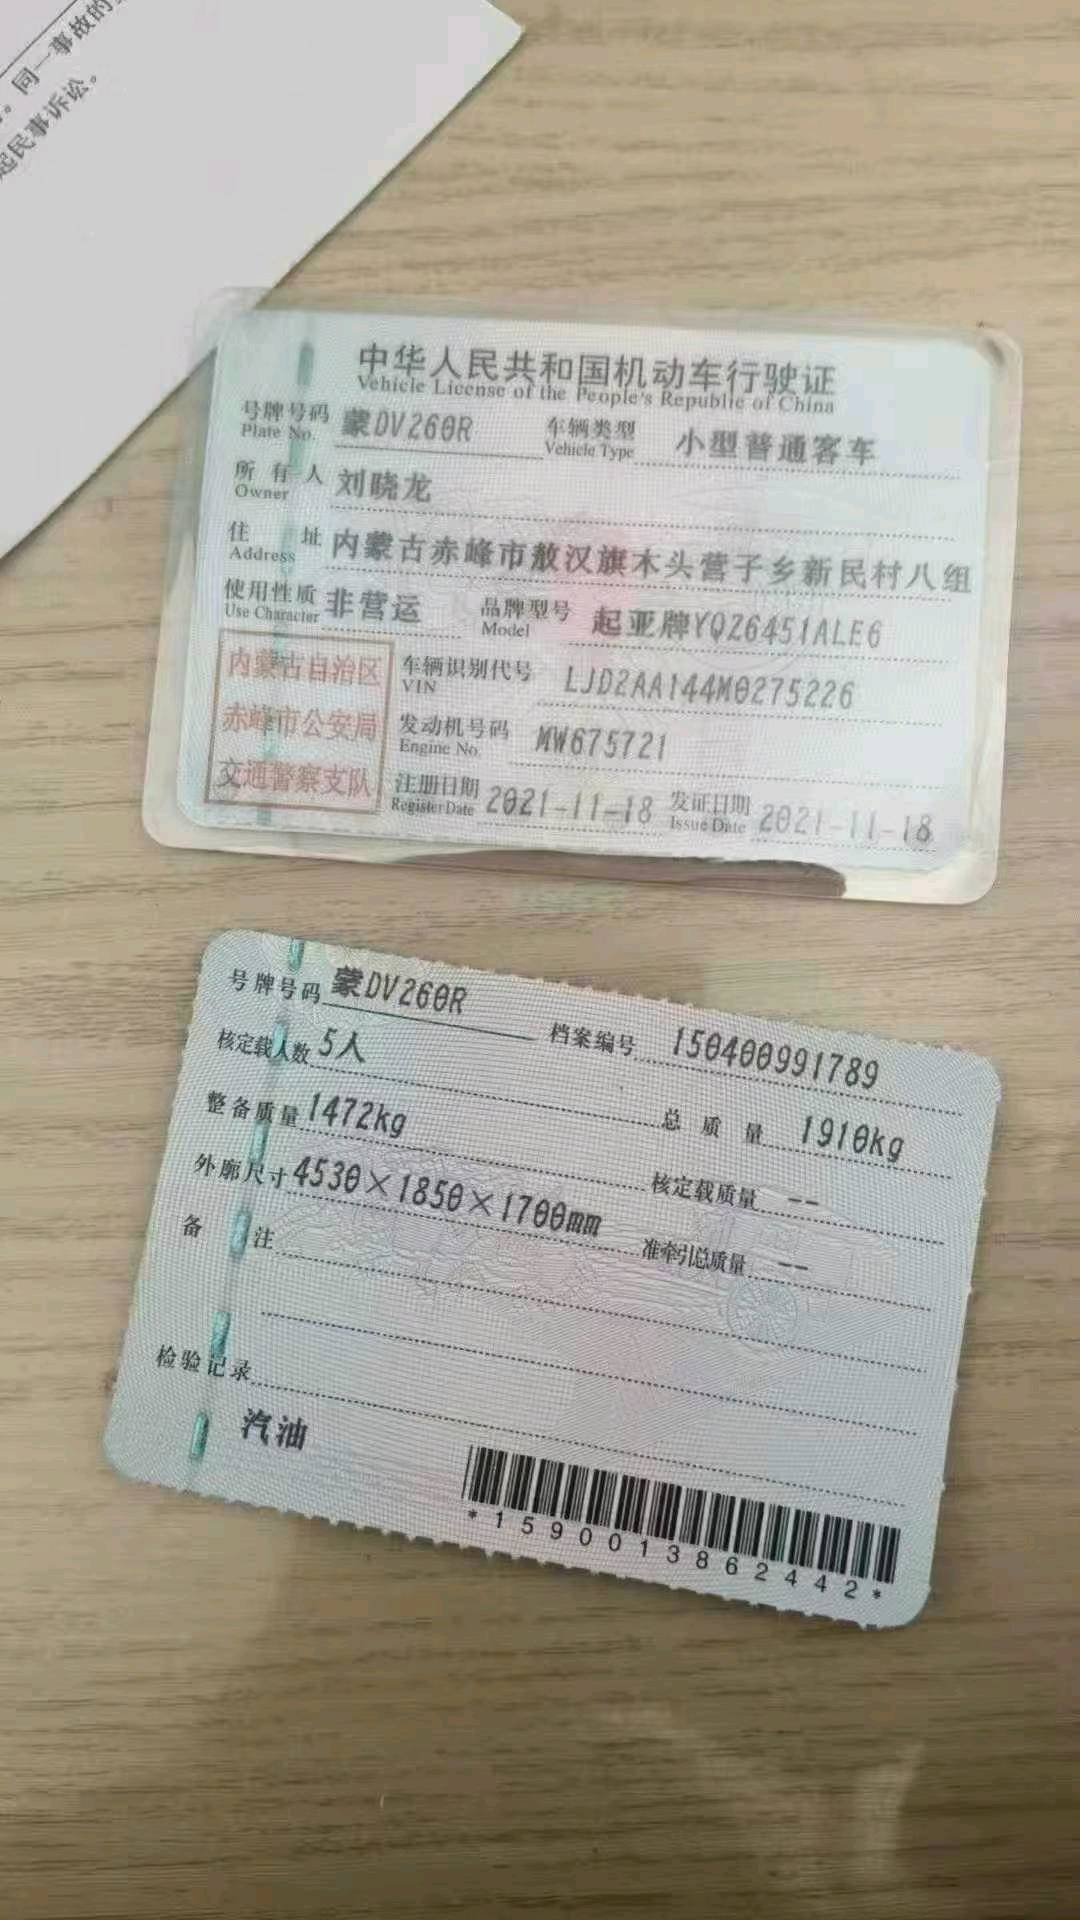 同一事故的
起民事诉讼。
中华人民共和国机动车行驶证
Vehicle License of the People's Republic of China
号牌号码 蒙DV260R 车辆类型 小型普通客车
Plate No. Vehicle Type
所有人 刘晓龙
Owner
住址 内蒙古赤峰市敖汉旗木头营子乡新民村八组
Address
使用性质 非营运 品牌型号 起亚牌YQZ6451ALE6
Use Character Model
内蒙古自治区
赤峰市公安局
交通警察支队
车辆识别代号 LJD2AA144M0275226
VIN
发动机号码 MW675721
Engine No.
注册日期 2021-11-18 发证日期 2021-11-18
Register Date Issue Date
号牌号码 蒙DV260R 档案编号 150400991789
核定载人数 5人 总质量 1910kg
整备质量 1472kg 核定载质量 --
外廓尺寸 4530×1850×1700mm 准牵引总质量 --
备注
检验记录
汽油
*1590013862442*